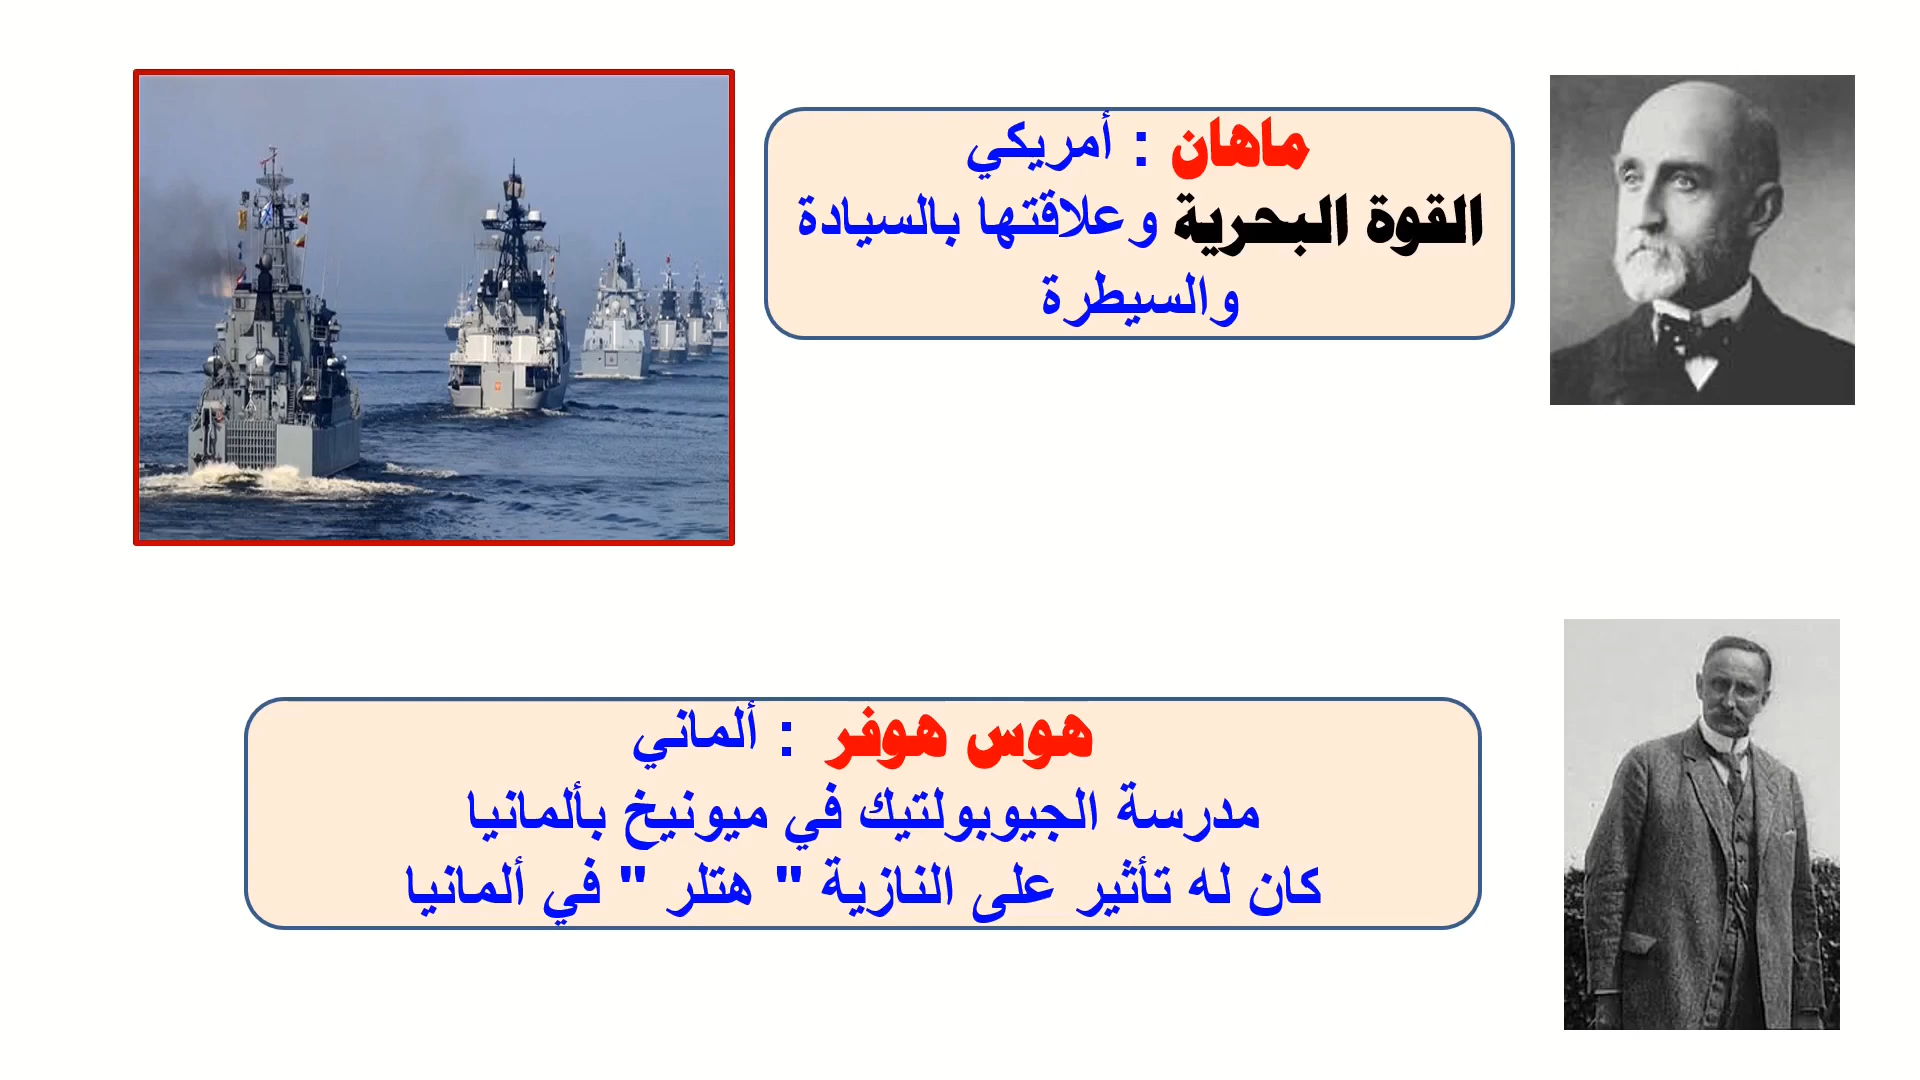 ماهان : أمريكي
القوة البحرية وعلاقتها بالسيادة
والسيطرة
هوس هوفر : ألماني
مدرسة الجيوبولتيك في ميونيخ بألمانيا
كان له تأثير على النازية " هتلر " في ألمانيا